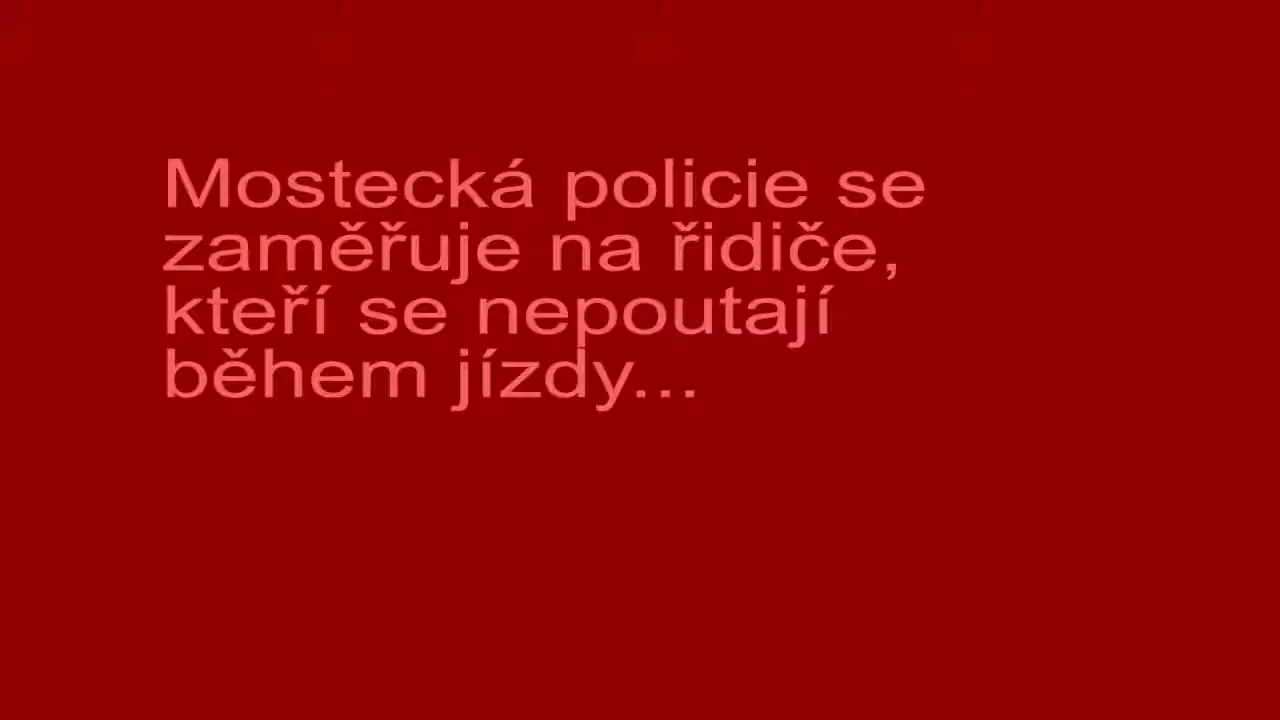 Mostecká policie se
zaměřuje na řidiče,
kteří se nepoutají
během jízdy...